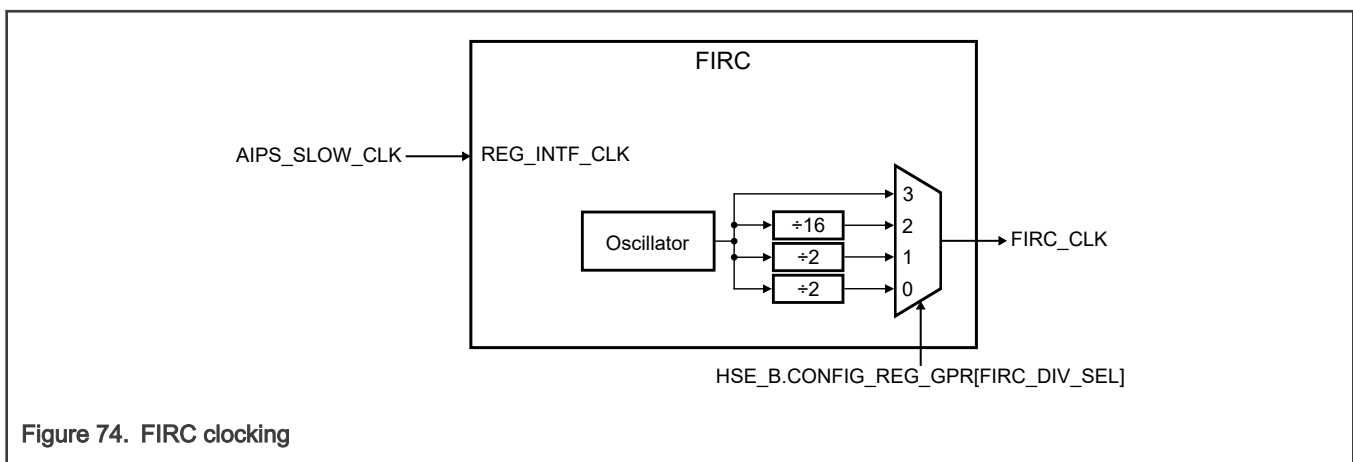 FIRC
AIPS_SLOW_CLK
REG_INTF_CLK
3
Oscillator
÷16
2
FIRC_CLK
÷2
1
÷2
0
HSE_B.CONFIG_REG_GPR[FIRC_DIV_SEL]
Figure 74. FIRC clocking